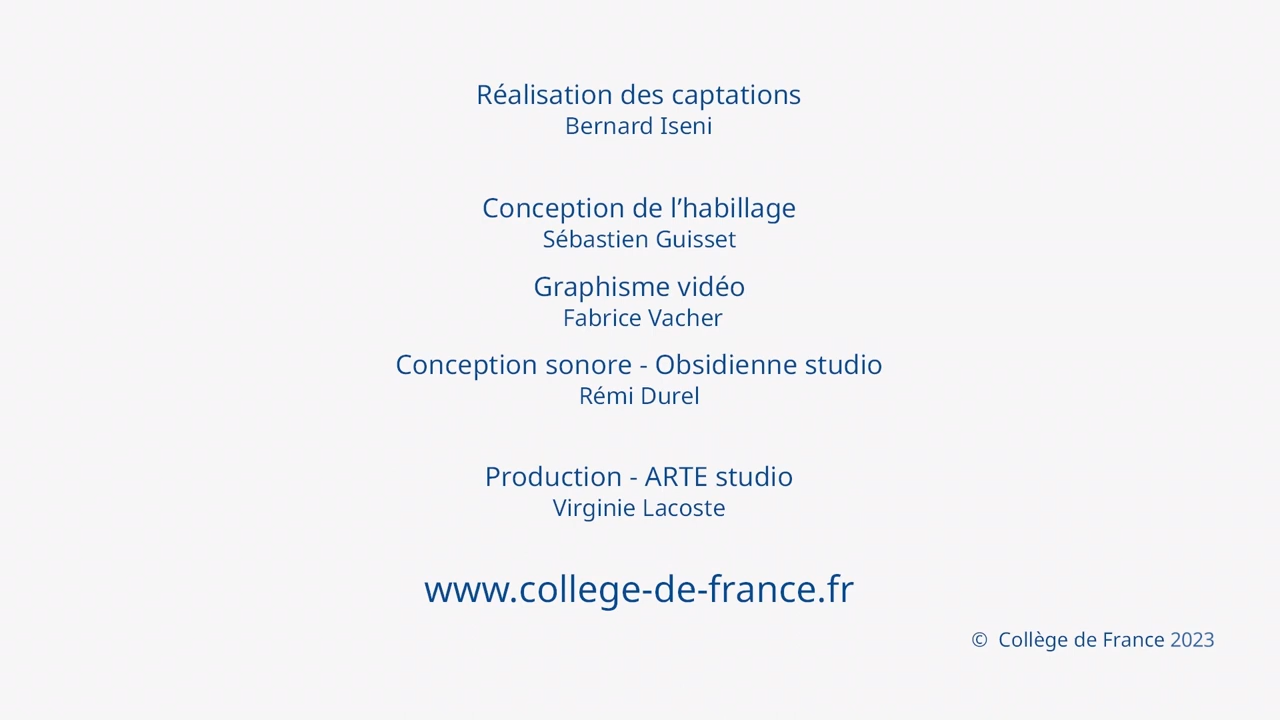 Réalisation des captations
Bernard Iseni
Conception de l’habillage
Sébastien Guisset
Graphisme vidéo
Fabrice Vacher
Conception sonore - Obsidienne studio
Rémi Durel
Production - ARTE studio
Virginie Lacoste
www.college-de-france.fr
© Collège de France 2023